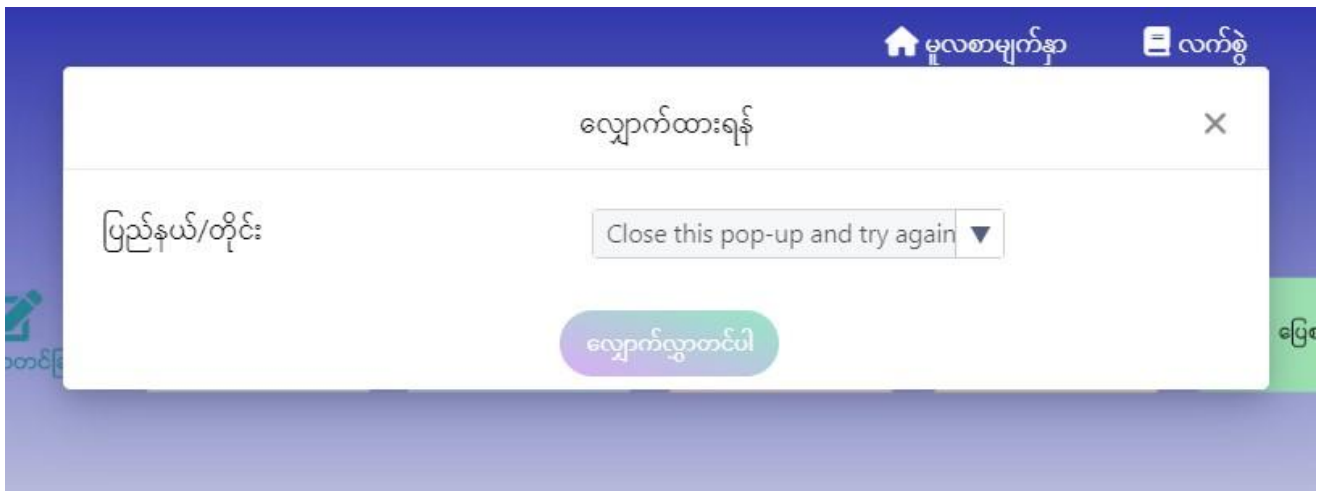 မူလစာမျက်နှာ လက်စွဲ
လျှောက်ထားရန်
ပြည်နယ်/တိုင်း
Close this pop-up and try again
လျှောက်လွှာတင်ပါ